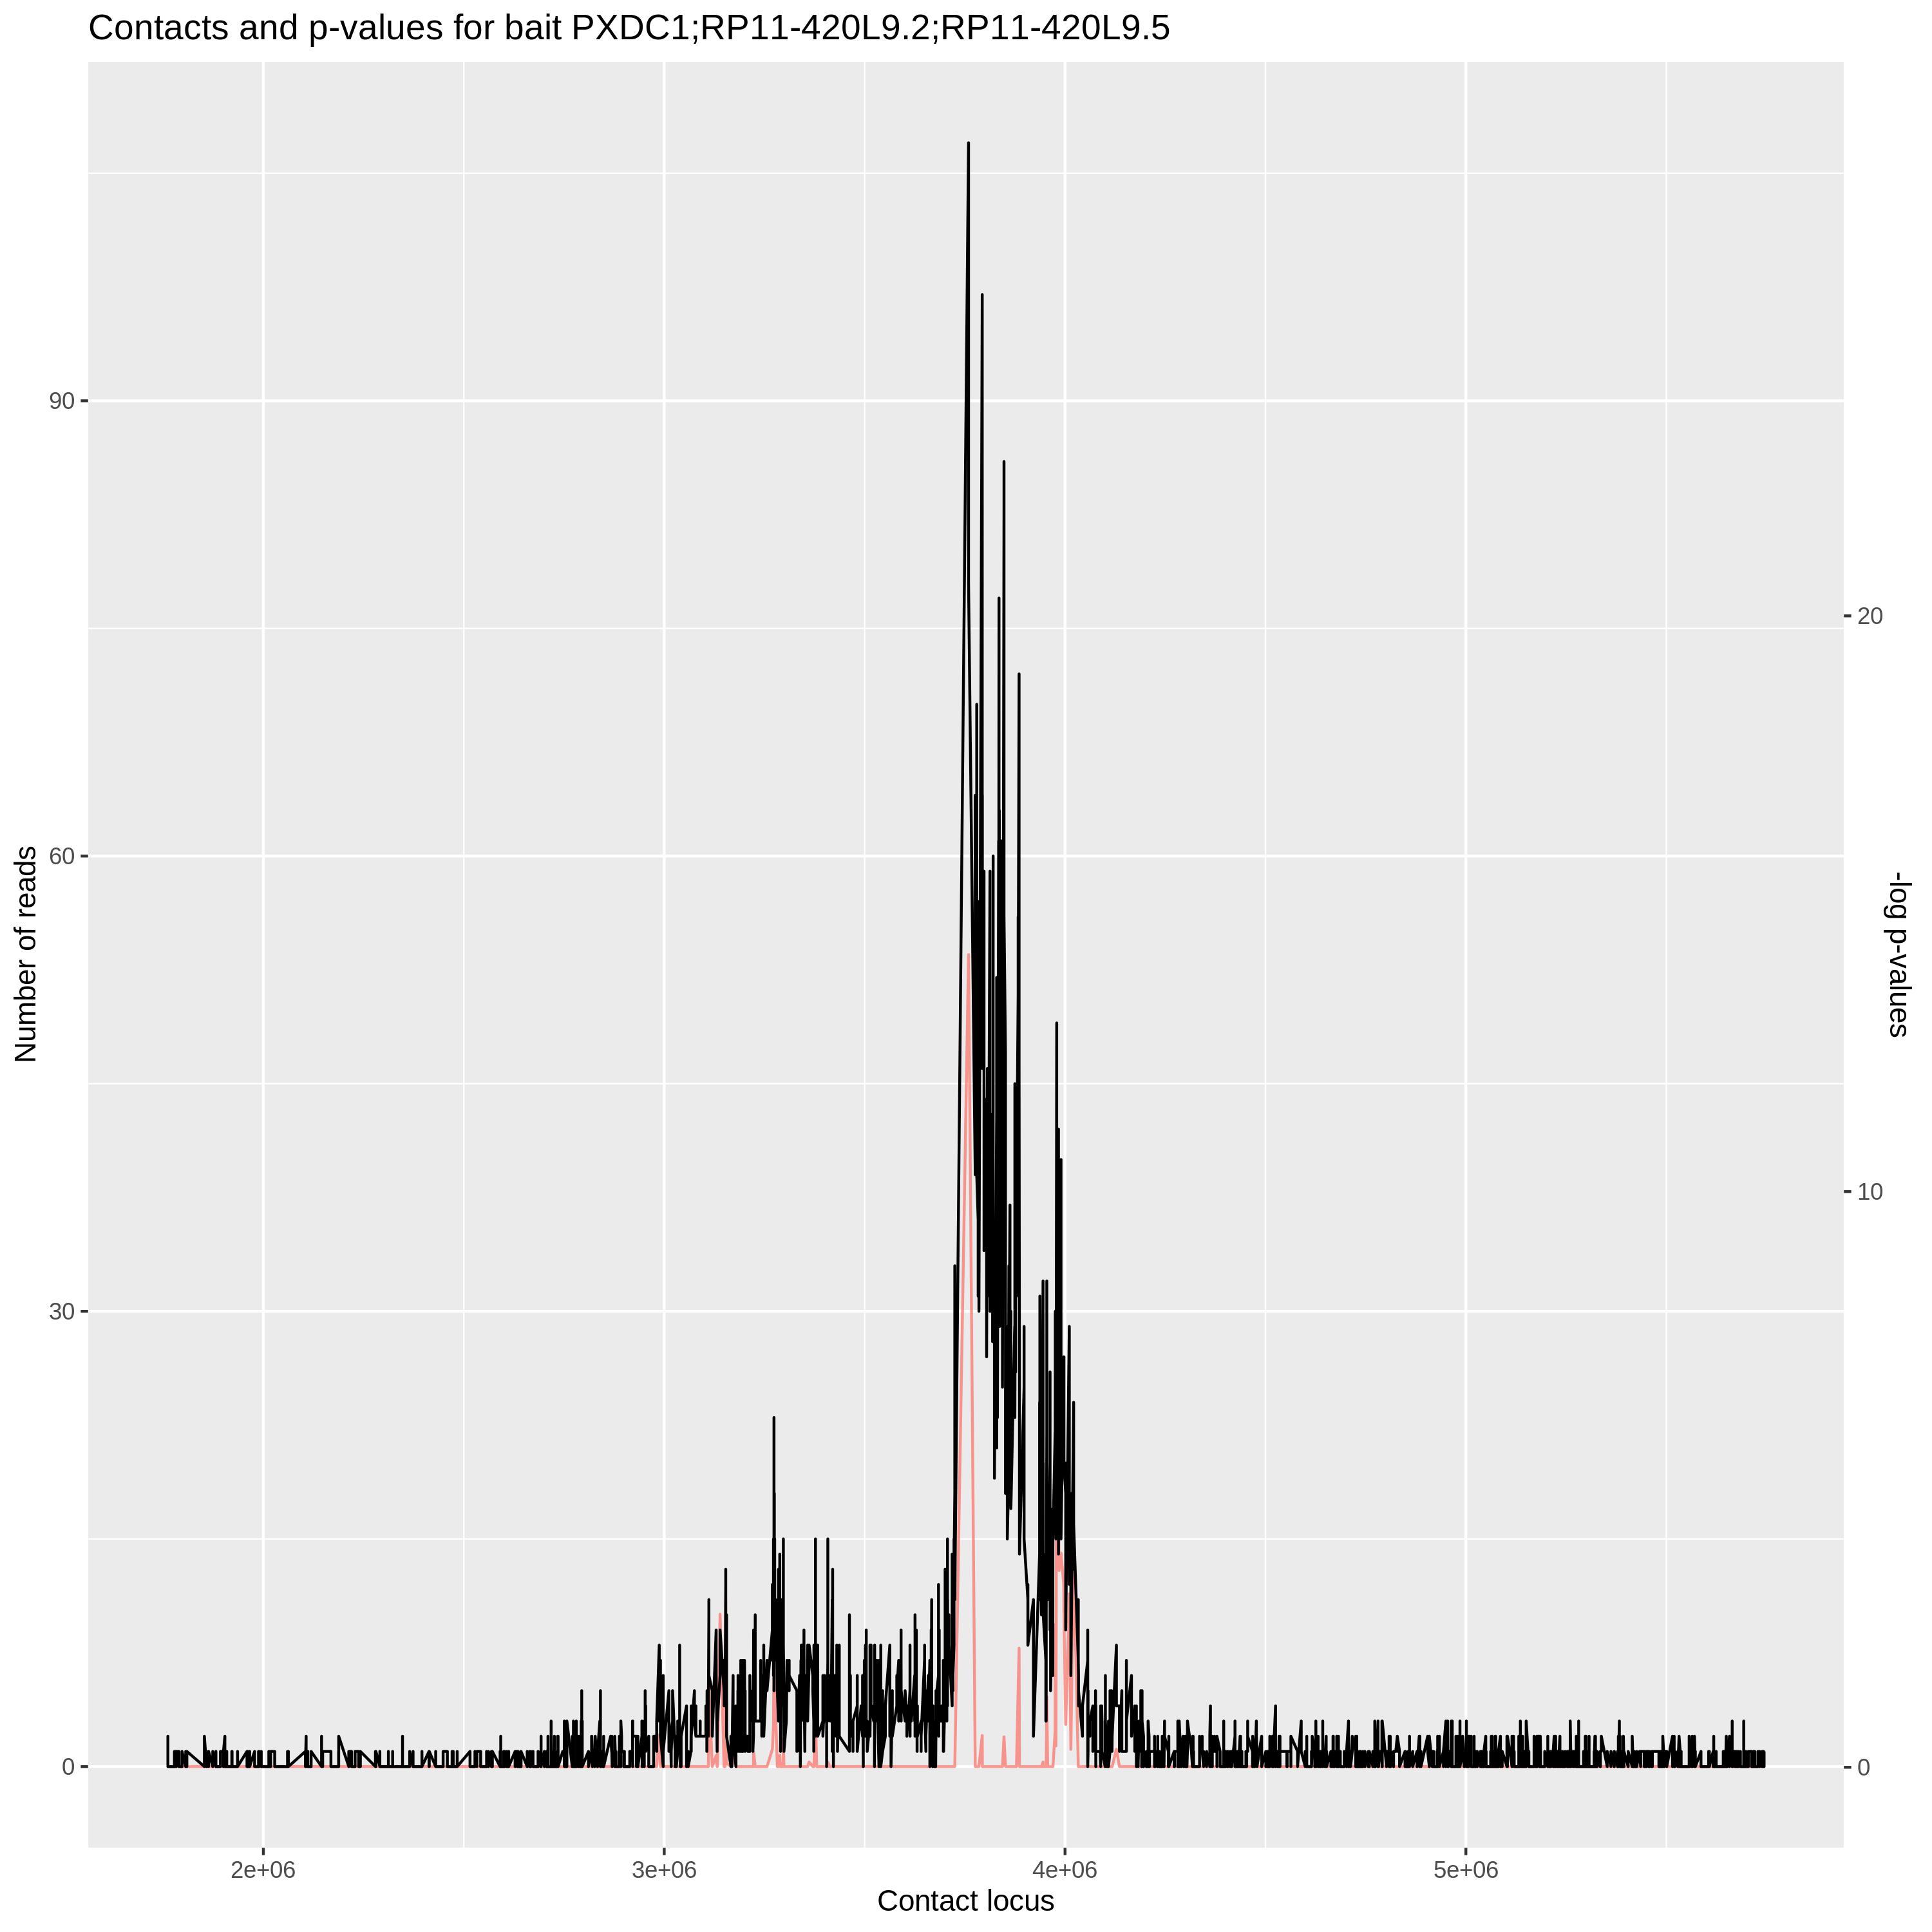 Contacts and p-values for bait PXDC1;RP11-420L9.2;RP11-420L9.5
90
60
30
0
Number of reads
20
10
0
-log p-values
2e+06
3e+06
4e+06
5e+06
Contact locus